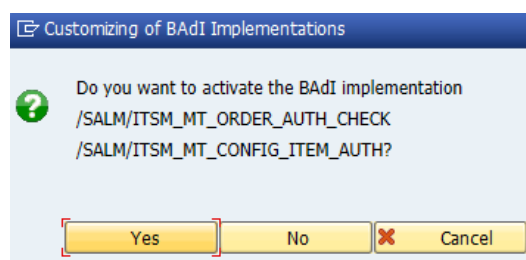 Customizing of BAdI Implementations
Do you want to activate the BAdI implementation
/SALM/ITSM_MT_ORDER_AUTH_CHECK
/SALM/ITSM_MT_CONFIG_ITEM_AUTH?
Yes No Cancel